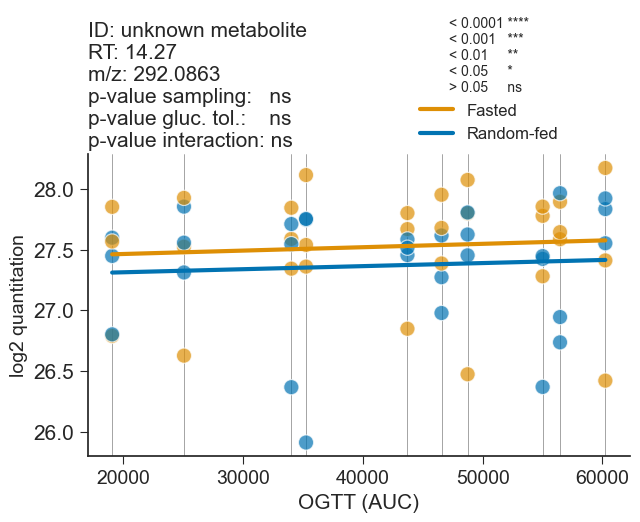 ID: unknown metabolite
RT: 14.27
m/z: 292.0863
p-value sampling: ns
p-value gluc. tol.: ns
p-value interaction: ns
< 0.0001 ****
< 0.001 ***
< 0.01 **
< 0.05 *
> 0.05 ns
Fasted
Random-fed
28.0
27.5
27.0
26.5
26.0
log2 quantitation
20000 30000 40000 50000 60000
OGTT (AUC)